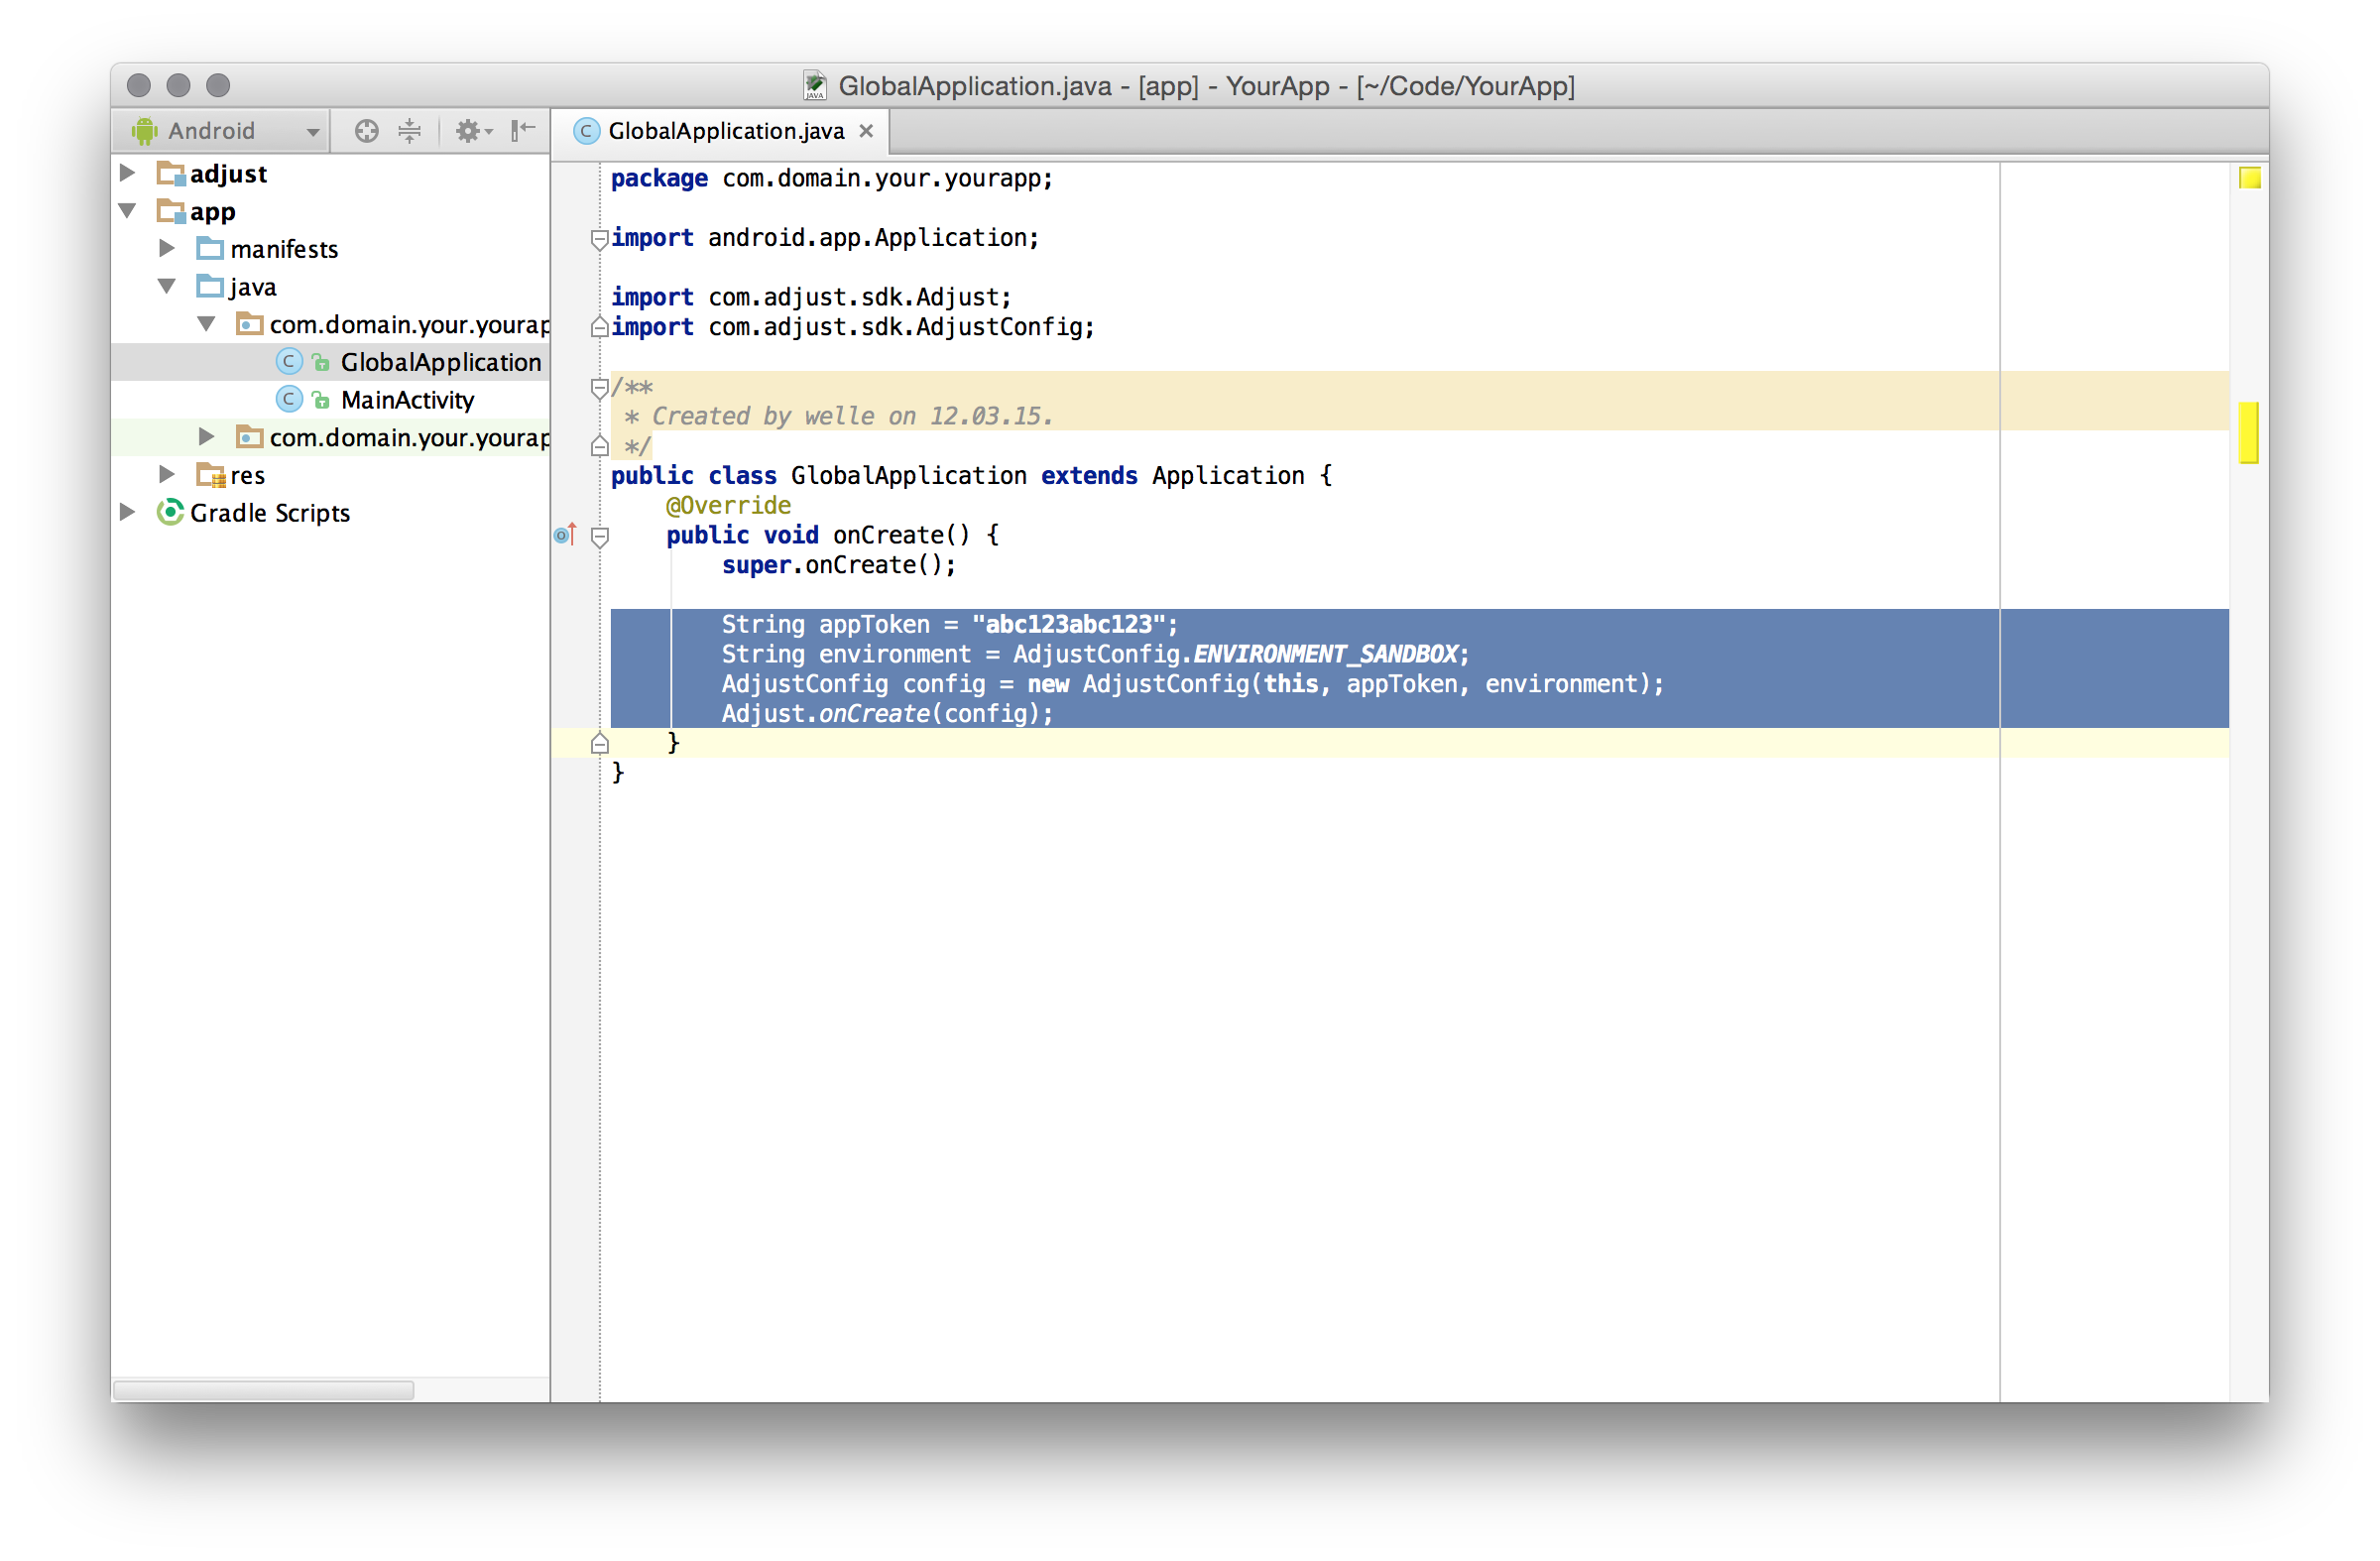 GlobalApplication.java - [app] - YourApp - [~/Code/YourApp]
Android
GlobalApplication.java
adjust
app
manifests
java
com.domain.your.yourap
GlobalApplication
MainActivity
com.domain.your.yourap
res
Gradle Scripts
package com.domain.your.yourapp;
import android.app.Application;
import com.adjust.sdk.Adjust;
import com.adjust.sdk.AdjustConfig;
/**
* Created by welle on 12.03.15.
*/
public class GlobalApplication extends Application {
@Override
public void onCreate() {
super.onCreate();
String appToken = "abc123abc123";
String environment = AdjustConfig.ENVIRONMENT_SANDBOX;
AdjustConfig config = new AdjustConfig(this, appToken, environment);
Adjust.onCreate(config);
}
}